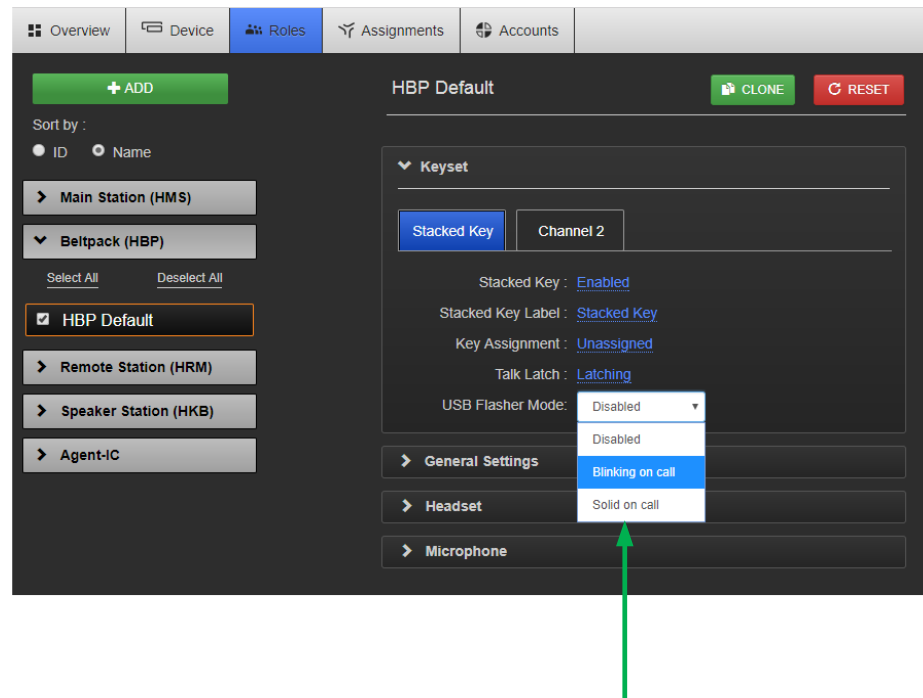 Overview Device Roles Assignments Accounts
ADD
Sort by :
ID Name
Main Station (HMS)
Beltpack (HBP)
Select All Deselect All
HBP Default
Remote Station (HRM)
Speaker Station (HKB)
Agent-IC
HBP Default CLONE RESET
Keyset
Stacked Key Channel 2
Stacked Key : Enabled
Stacked Key Label : Stacked Key
Key Assignment : Unassigned
Talk Latch : Latching
USB Flasher Mode: Disabled
Disabled
Blinking on call
Solid on call
General Settings
Headset
Microphone